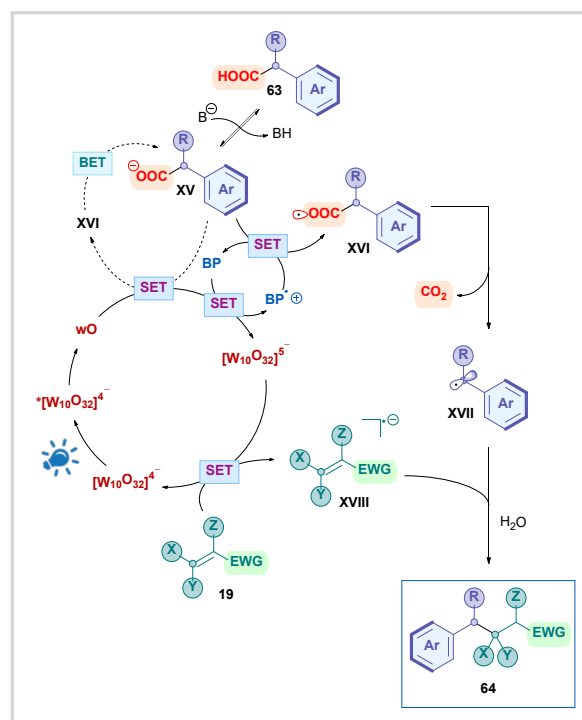 R
HOOC
Ar
63
B⊖
BH
BET
R
⊖OOC
XV
Ar
R
•OOC
XVI
Ar
XVI
BP
SET
SET
SET
BP•⊕
CO₂
wO
[W₁₀O₃₂]⁵⁻
*[W₁₀O₃₂]⁴⁻
R
XVII
Ar
[W₁₀O₃₂]⁴⁻
SET
•⊖
Z
X
EWG
Y
XVIII
H₂O
Z
X
EWG
Y
19
R
Z
EWG
Ar
X
Y
64